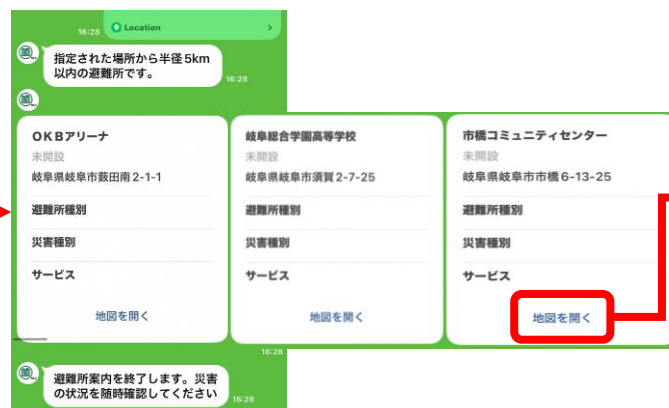 16:28
Location
指定された場所から半径5km
以内の避難所です。
16:28
OKBアリーナ
未開設
岐阜県岐阜市薮田南2-1-1
避難所種別
災害種別
サービス
地図を開く
岐阜総合学園高等学校
未開設
岐阜県岐阜市須賀2-7-25
避難所種別
災害種別
サービス
地図を開く
市橋コミュニティセンター
未開設
岐阜県岐阜市市橋6-13-25
避難所種別
災害種別
サービス
地図を開く
16:28
避難所案内を終了します。災害
の状況を随時確認してください
16:28